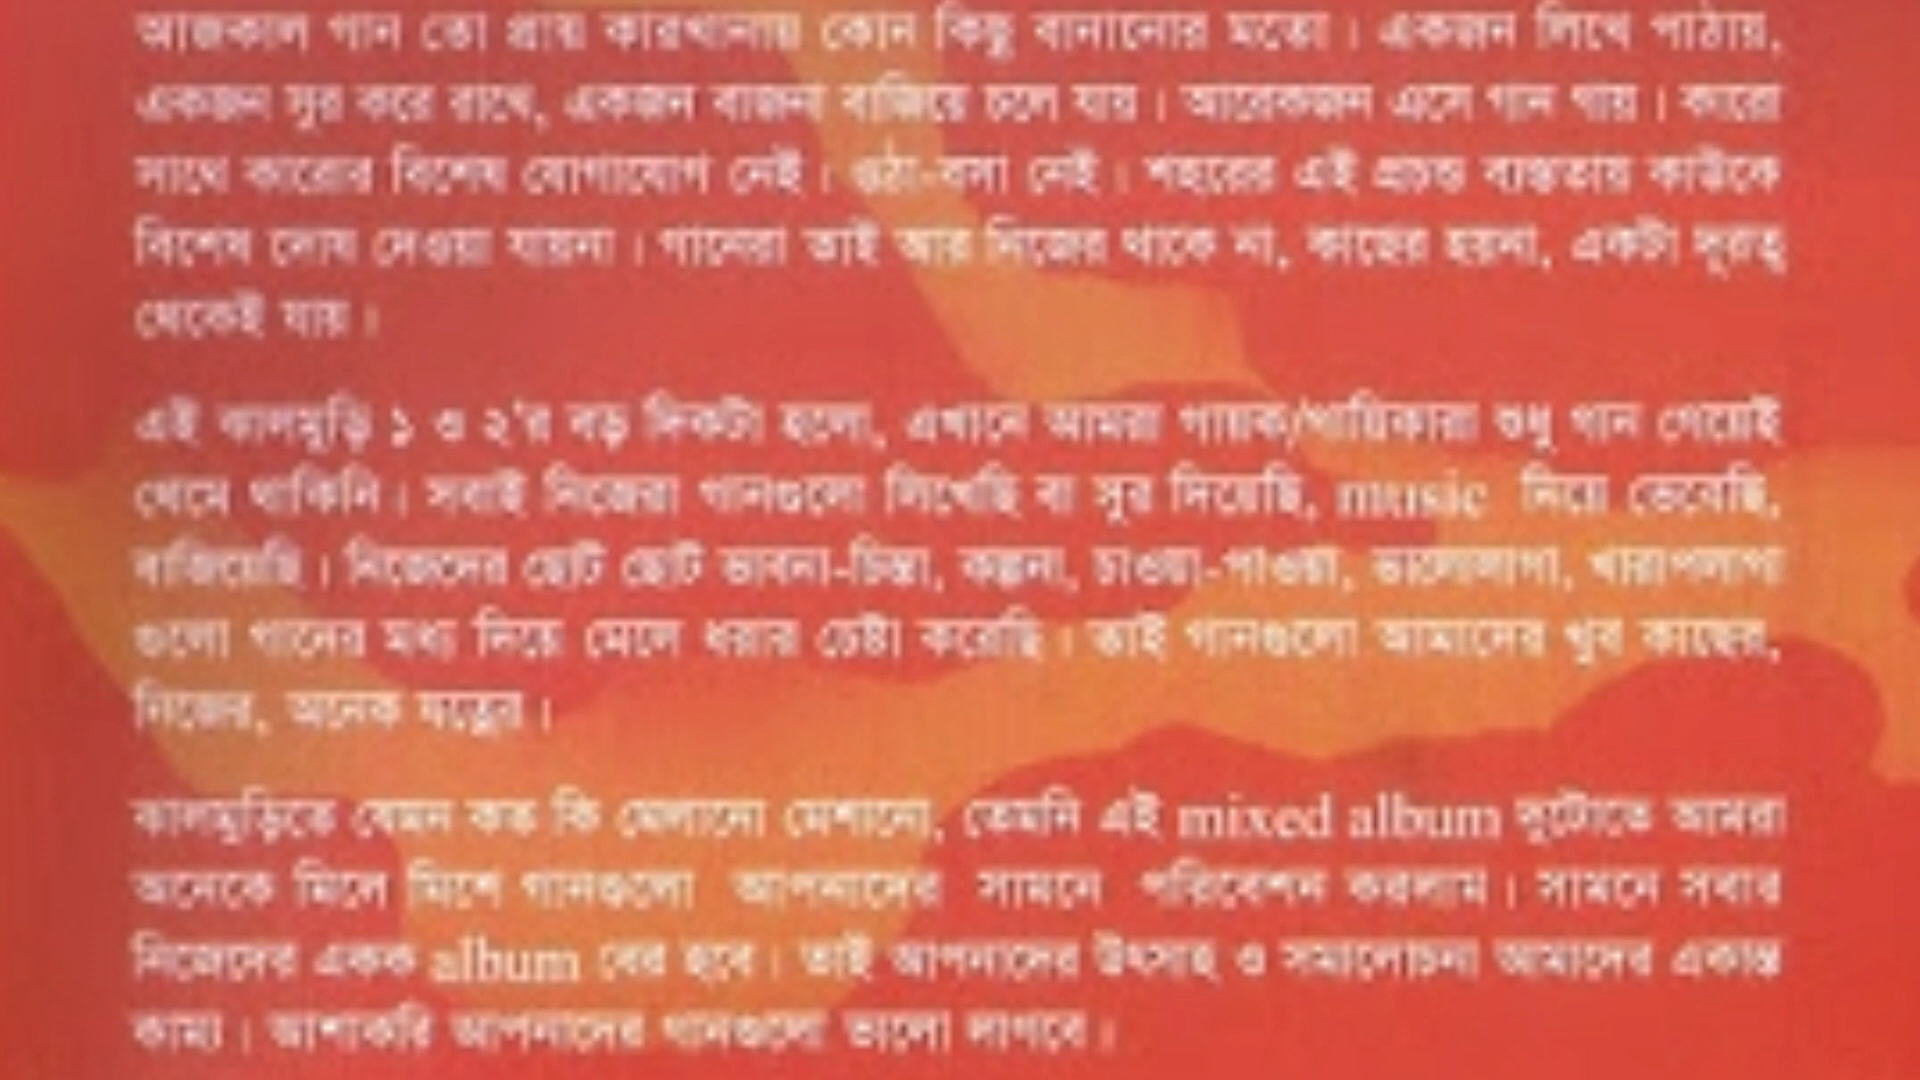 আজকাল গান তো প্রায় কারখানায় কোন কিছু বানানোর মতো । একজন লিখে পাঠায়,
একজন সুর করে রাখে, একজন বাজনা বাজিয়ে চলে যায় । আরেকজন এসে গান গায় । কারো
সাথে কারোর বিশেষ যোগাযোগ নেই । ওঠা-বসা নেই । শহরের এই প্রচন্ড ব্যস্ততায় কাউকে
বিশেষ দোষ দেওয়া যায়না । গানেরা তাই আর নিজের থাকে না, কাছের হয়না, একটা দূরত্ব
থেকেই যায় ।
এই ঝালমুড়ি ১ ও ২'র বড় দিকটা হলো, এখানে আমরা গায়ক/গায়িকারা শুধু গান গেয়েই
থেমে থাকিনি । সবাই নিজেরা গানগুলো লিখেছি বা সুর দিয়েছি, music নিয়ে ভেবেছি,
বাজিয়েছি । নিজেদের ছোট ছোট ভাবনা-চিন্তা, কল্পনা, চাওয়া-পাওয়া, ভালোলাগা, খারাপলাগা
গুলো গানের মধ্য দিয়ে মেলে ধরার চেষ্টা করেছি । তাই গানগুলো আমাদের খুব কাছের,
নিজের, অনেক যত্নের ।
ঝালমুড়িতে যেমন কত কি মেলানো মেশানো, তেমনি এই mixed album দুটোতে আমরা
অনেকে মিলে মিশে গানগুলো আপনাদের সামনে পরিবেশন করলাম । সামনে সবার
নিজেদের একক album বের হবে । তাই আপনাদের উৎসাহ ও সমালোচনা আমাদের একান্ত
কাম্য । আশাকরি আপনাদের গানগুলো ভালো লাগবে ।